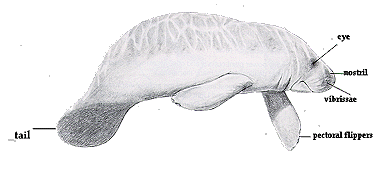 eye
nostril
vibrissae
tail
pectoral flippers